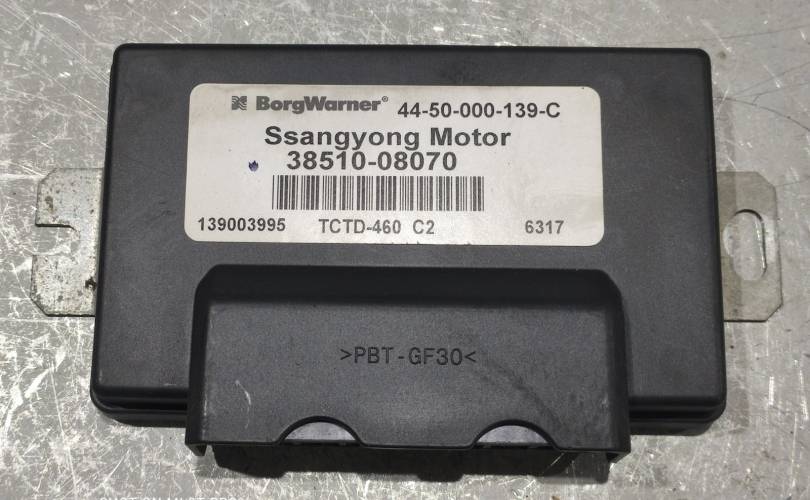 BorgWarner® 44-50-000-139-C
Ssangyong Motor
38510-08070
139003995 TCTD-460 C2 6317
>PBT-GF30<